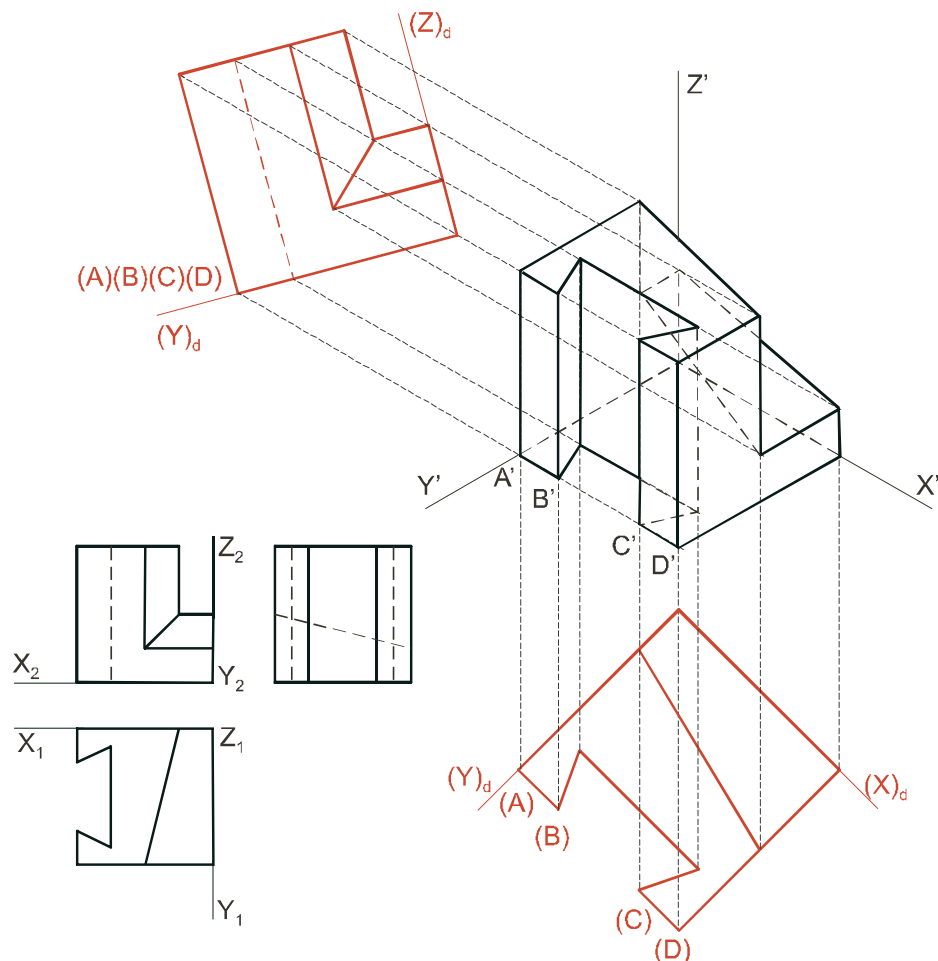 (Z)d
Z'
(A)(B)(C)(D)
(Y)d
Y'
A'
B'
C'
D'
X'
Z2
X2
Y2
X1
Z1
Y1
(Y)d
(A)
(B)
(X)d
(C)
(D)